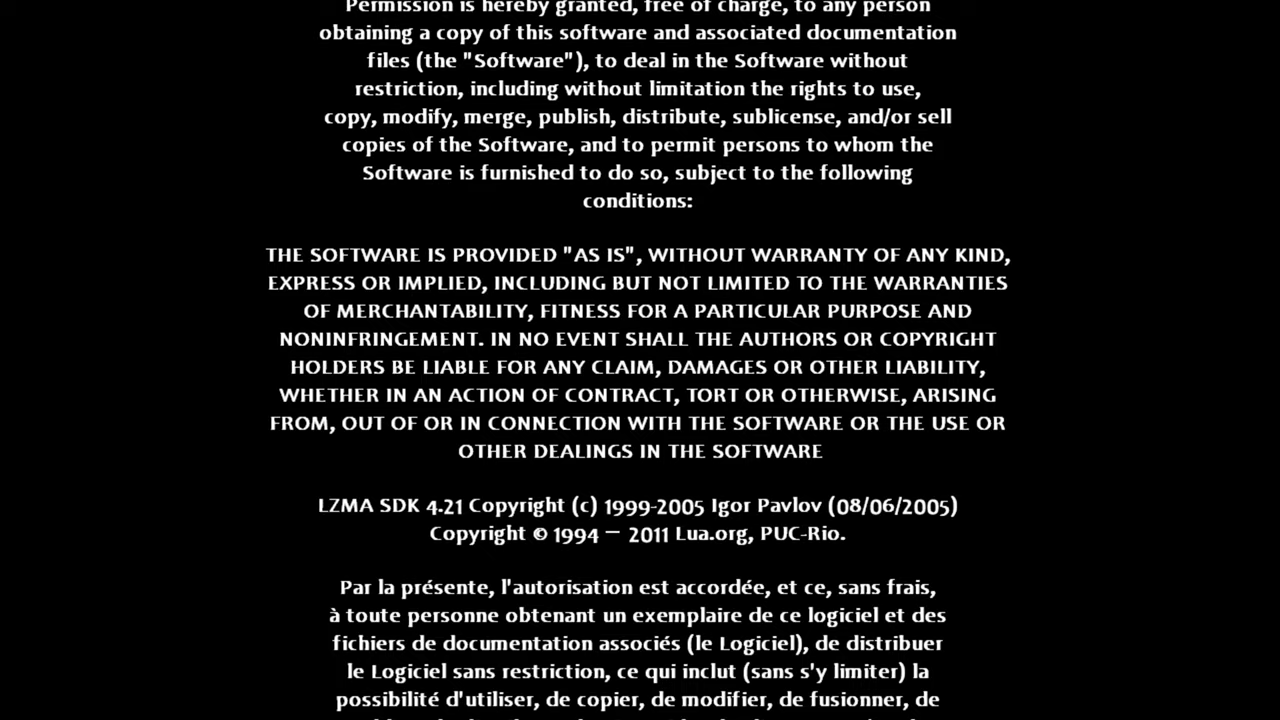 Permission is hereby granted, free of charge, to any person
obtaining a copy of this software and associated documentation
files (the "Software"), to deal in the Software without
restriction, including without limitation the rights to use,
copy, modify, merge, publish, distribute, sublicense, and/or sell
copies of the Software, and to permit persons to whom the
Software is furnished to do so, subject to the following
conditions:
THE SOFTWARE IS PROVIDED "AS IS", WITHOUT WARRANTY OF ANY KIND,
EXPRESS OR IMPLIED, INCLUDING BUT NOT LIMITED TO THE WARRANTIES
OF MERCHANTABILITY, FITNESS FOR A PARTICULAR PURPOSE AND
NONINFRINGEMENT. IN NO EVENT SHALL THE AUTHORS OR COPYRIGHT
HOLDERS BE LIABLE FOR ANY CLAIM, DAMAGES OR OTHER LIABILITY,
WHETHER IN AN ACTION OF CONTRACT, TORT OR OTHERWISE, ARISING
FROM, OUT OF OR IN CONNECTION WITH THE SOFTWARE OR THE USE OR
OTHER DEALINGS IN THE SOFTWARE
LZMA SDK 4.21 Copyright (c) 1999-2005 Igor Pavlov (08/06/2005)
Copyright © 1994 – 2011 Lua.org, PUC-Rio.
Par la présente, l'autorisation est accordée, et ce, sans frais,
à toute personne obtenant un exemplaire de ce logiciel et des
fichiers de documentation associés (le Logiciel), de distribuer
le Logiciel sans restriction, ce qui inclut (sans s'y limiter) la
possibilité d'utiliser, de copier, de modifier, de fusionner, de